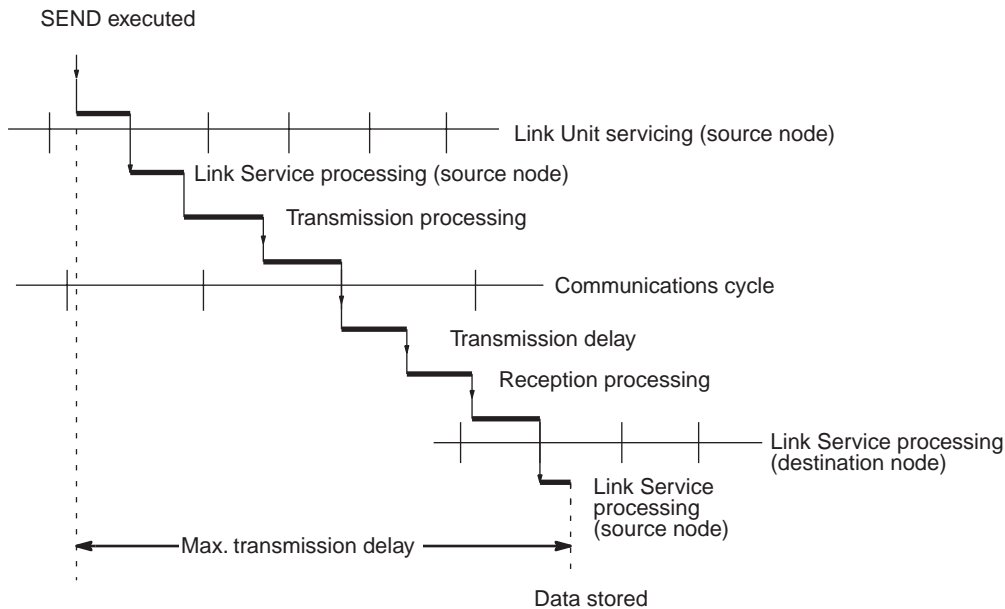 SEND executed
Link Unit servicing (source node)
Link Service processing (source node)
Transmission processing
Communications cycle
Transmission delay
Reception processing
Link Service processing
(destination node)
Link Service
processing
(source node)
Max. transmission delay
Data stored